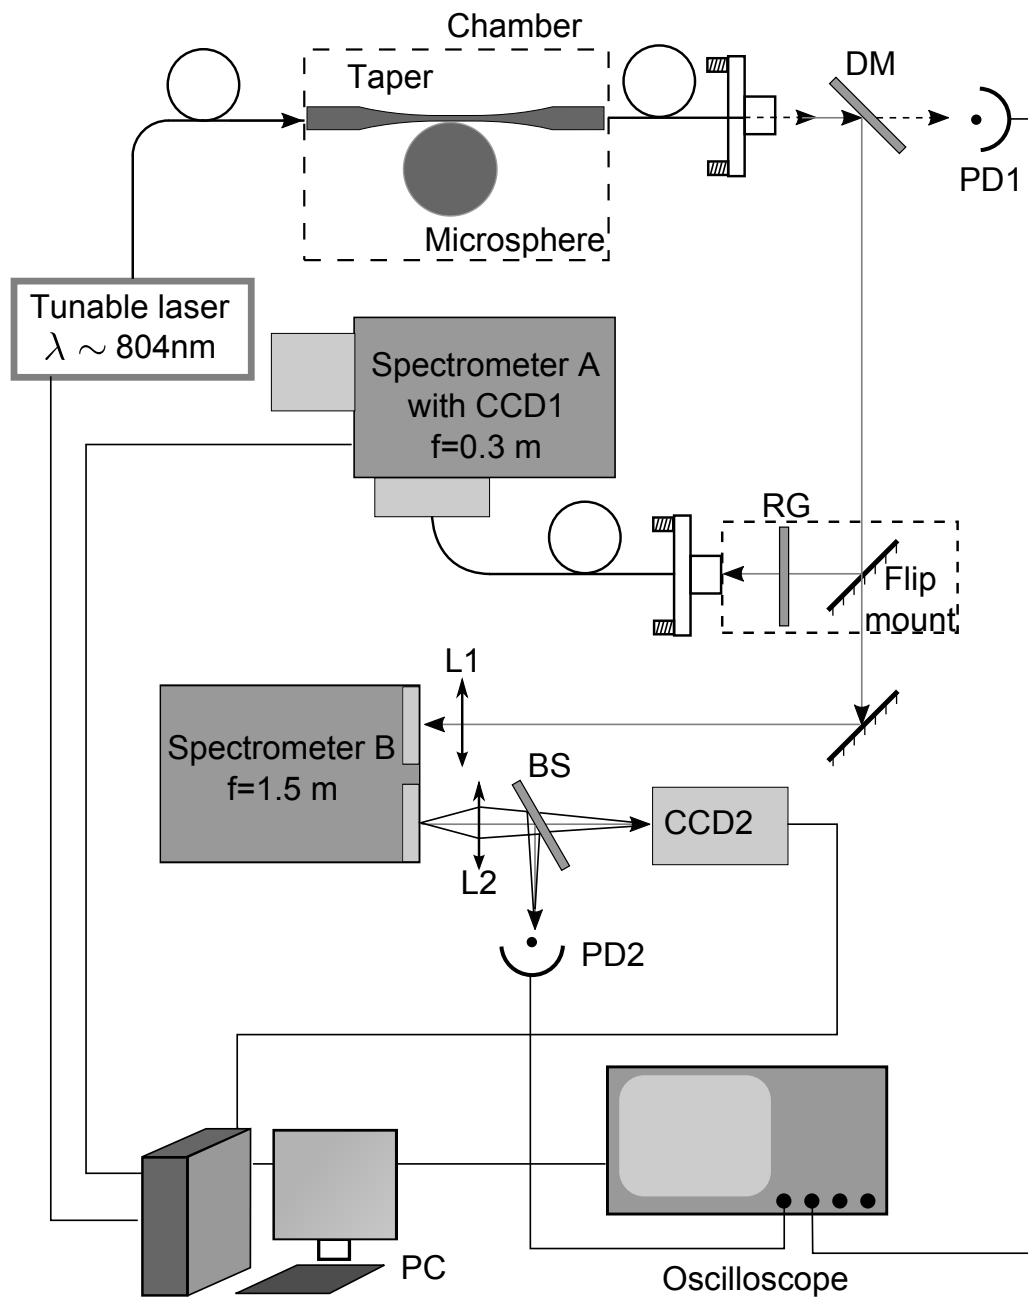 Chamber
Taper
DM
PD1
Microsphere
Tunable laser
λ ∼ 804nm
Spectrometer A
with CCD1
f=0.3 m
RG
Flip
mount
L1
Spectrometer B
f=1.5 m
BS
CCD2
L2
PD2
PC
Oscilloscope